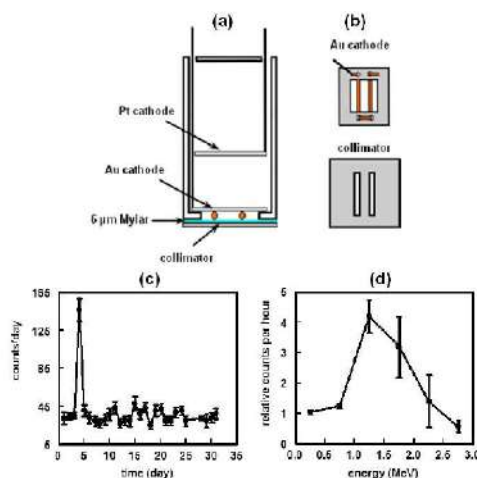 (a)
(b)
Au cathode
Pt cathode
collimator
Au cathode
6 µm Mylar
collimator
(c)
(d)
165
125
85
45
5
counts/day
0 5 10 15 20 25 30 35
time (day)
5
4
3
2
1
0
relative counts per hour
0.0 0.5 1.0 1.5 2.0 2.5 3.0
energy (MeV)